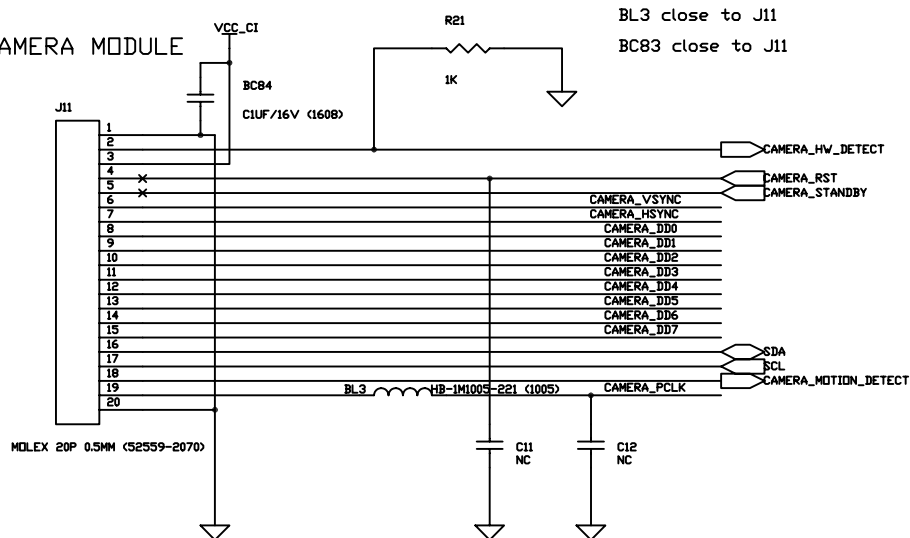 BL3 close to J11
R21
VCC_CI
AMERA MODULE
BC83 close to J11
1K
BC84
C1UF/16V (1608)
J11
1
2
CAMERA_HW_DETECT
3
4
CAMERA_RST
5
CAMERA_STANDBY
6
CAMERA_VSYNC
7
CAMERA_HSYNC
8
CAMERA_DD0
9
CAMERA_DD1
10
CAMERA_DD2
11
CAMERA_DD3
12
CAMERA_DD4
13
CAMERA_DD5
14
CAMERA_DD6
15
CAMERA_DD7
16
SDA
17
SCL
18
CAMERA_MOTION_DETECT
19
BL3
HB-1M1005-221 (1005)
CAMERA_PCLK
20
MOLEX 20P 0.5MM (52559-2070)
C11
NC
C12
NC